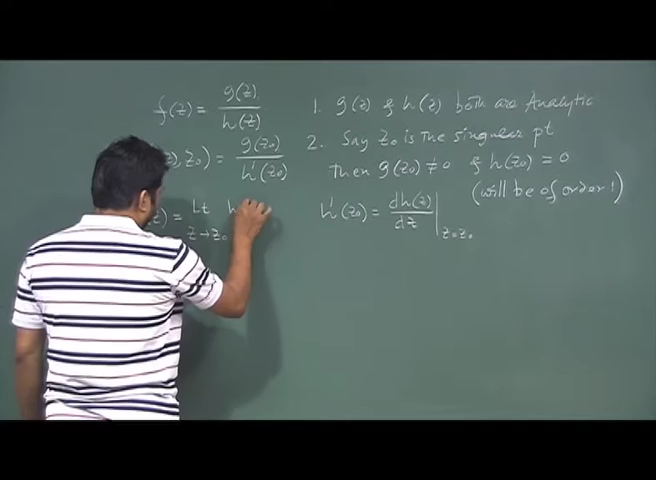 f(z) = g(z) / h(z)
1. g(z) & h(z) both are Analytic
, z₀) = g(z₀) / h'(z₀)
2. Say z₀ is the singular pt
then g(z₀) ≠ 0 & h(z₀) = 0
(will be of order 1)
) = Lt z→z₀ h
h'(z₀) = dh(z)/dz |z=z₀